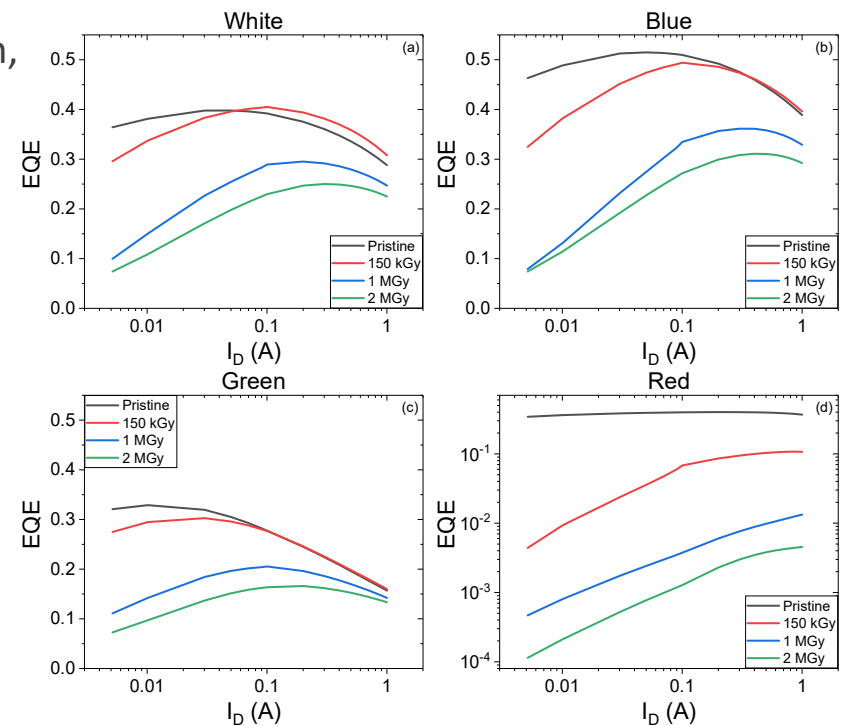 n,
White
(a)
EQE
0.5
0.4
0.3
0.2
0.1
0.0
Pristine
150 kGy
1 MGy
2 MGy
0.01 0.1 1
I_D (A)
Blue
(b)
EQE
0.5
0.4
0.3
0.2
0.1
0.0
Pristine
150 kGy
1 MGy
2 MGy
0.01 0.1 1
I_D (A)
Green
(c)
EQE
0.5
0.4
0.3
0.2
0.1
0.0
Pristine
150 kGy
1 MGy
2 MGy
0.01 0.1 1
I_D (A)
Red
(d)
EQE
10^-1
10^-2
10^-3
10^-4
Pristine
150 kGy
1 MGy
2 MGy
0.01 0.1 1
I_D (A)